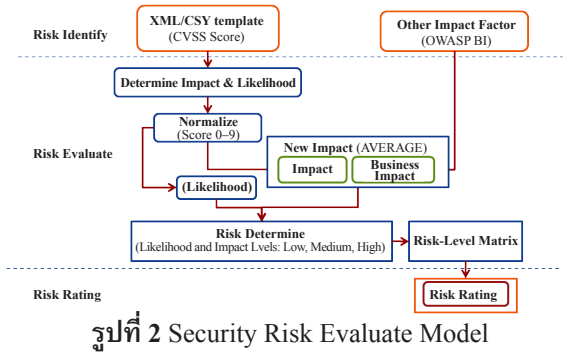 XML/CSY template
(CVSS Score)
Other Impact Factor
(OWASP BI)
Risk Identify
Determine Impact & Likelihood
Normalize
(Score 0–9)
Risk Evaluate
New Impact (AVERAGE)
Impact
Business
Impact
(Likelihood)
Risk Determine
(Likelihood and Impact Lvels: Low, Medium, High)
Risk-Level Matrix
Risk Rating
Risk Rating
รูปที่ 2 Security Risk Evaluate Model